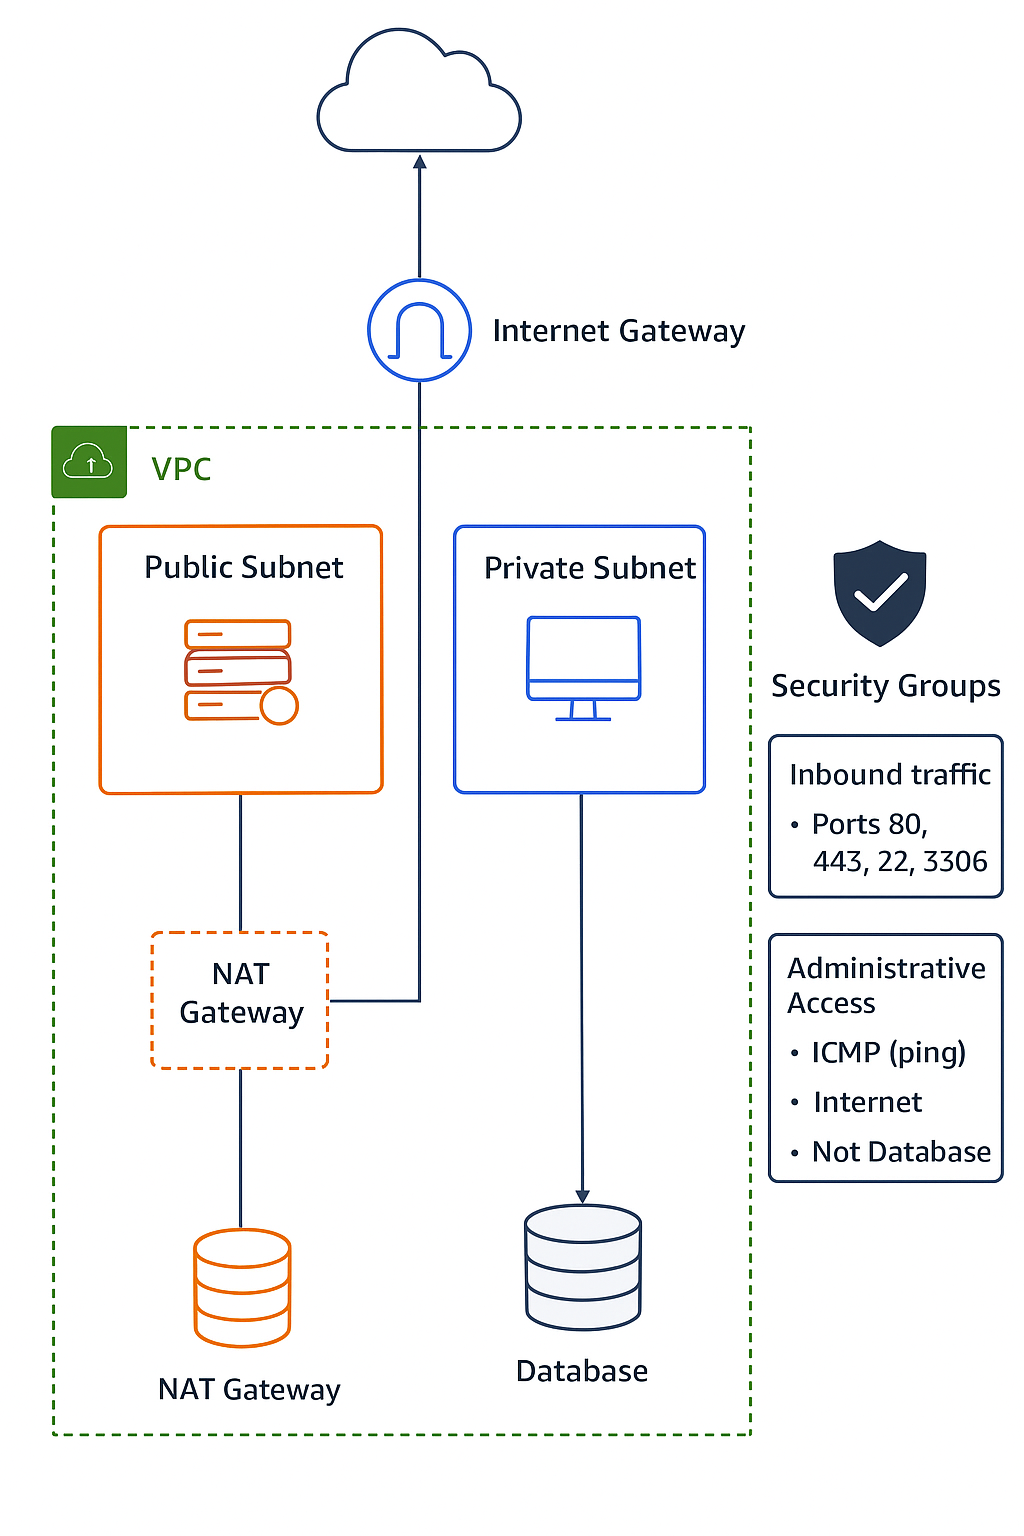 Internet Gateway
VPC
Public Subnet
Private Subnet
NAT
Gateway
NAT Gateway
Database
Security Groups
Inbound traffic
• Ports 80,
443, 22, 3306
Administrative
Access
• ICMP (ping)
• Internet
• Not Database